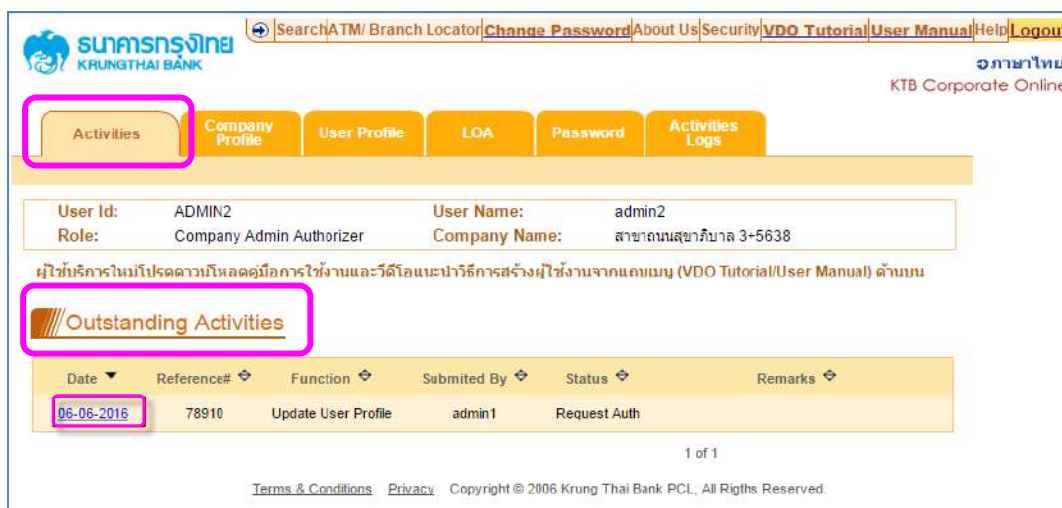 Search ATM/ Branch Locator Change Password About Us Security VDO Tutorial User Manual Help Logout
ธนาคารกรุงไทย
KRUNGTHAI BANK
ภาษาไทย
KTB Corporate Online
Activities Company Profile User Profile LOA Password Activities Logs
User Id: ADMIN2 User Name: admin2
Role: Company Admin Authorizer Company Name: สาขาถนนสุขาภิบาล 3+5638
ผู้ใช้บริการใหม่โปรดดาวน์โหลดคู่มือการใช้งานและวีดีโอแนะนำวิธีการสร้างผู้ใช้งานจากแถบเมนู (VDO Tutorial/User Manual) ด้านบน
Outstanding Activities
Date Reference# Function Submited By Status Remarks
06-06-2016 78910 Update User Profile admin1 Request Auth
1 of 1
Terms & Conditions Privacy Copyright © 2006 Krung Thai Bank PCL, All Rigths Reserved.